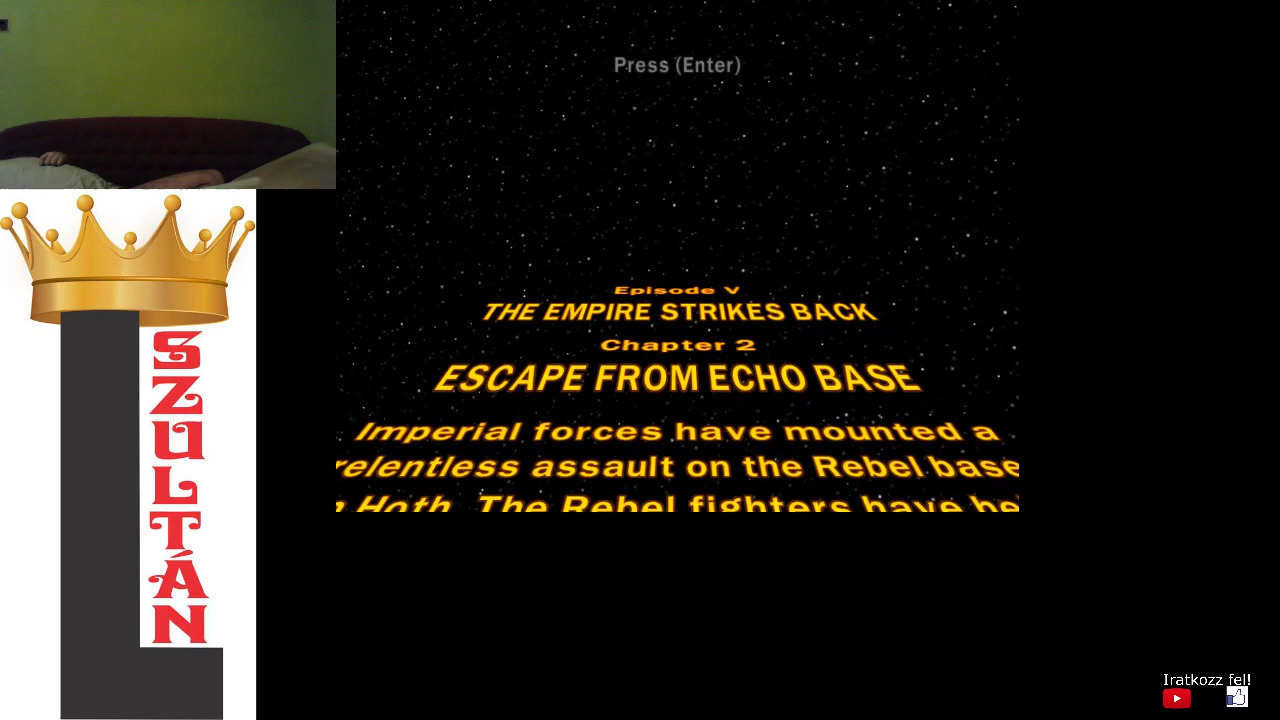 Press (Enter)
Episode V
THE EMPIRE STRIKES BACK
Chapter 2
ESCAPE FROM ECHO BASE
Imperial forces have mounted a
relentless assault on the Rebel base
Hoth. The Rebel fighters have be
L
SZULTÁN
Iratkozz fel!